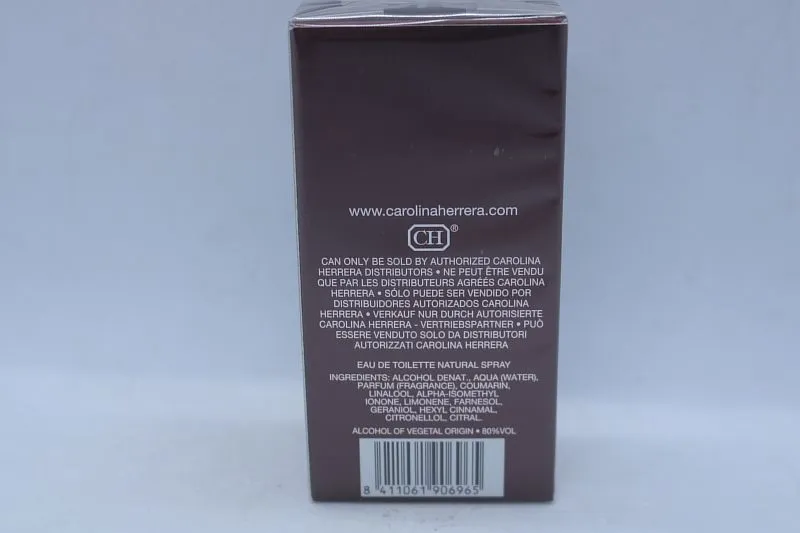 www.carolinaherrera.com
CH®
CAN ONLY BE SOLD BY AUTHORIZED CAROLINA
HERRERA DISTRIBUTORS • NE PEUT ÊTRE VENDU
QUE PAR LES DISTRIBUTEURS AGRÉÉS CAROLINA
HERRERA • SÓLO PUEDE SER VENDIDO POR
DISTRIBUIDORES AUTORIZADOS CAROLINA
HERRERA • VERKAUF NUR DURCH AUTORISIERTE
CAROLINA HERRERA - VERTRIEBSPARTNER • PUÒ
ESSERE VENDUTO SOLO DA DISTRIBUTORI
AUTORIZZATI CAROLINA HERRERA
EAU DE TOILETTE NATURAL SPRAY
INGREDIENTS: ALCOHOL DENAT., AQUA (WATER),
PARFUM (FRAGRANCE), COUMARIN,
LINALOOL, ALPHA-ISOMETHYL
IONONE, LIMONENE, FARNESOL,
GERANIOL, HEXYL CINNAMAL,
CITRONELLOL, CITRAL.
ALCOHOL OF VEGETAL ORIGIN • 80%VOL
8 411061 906965